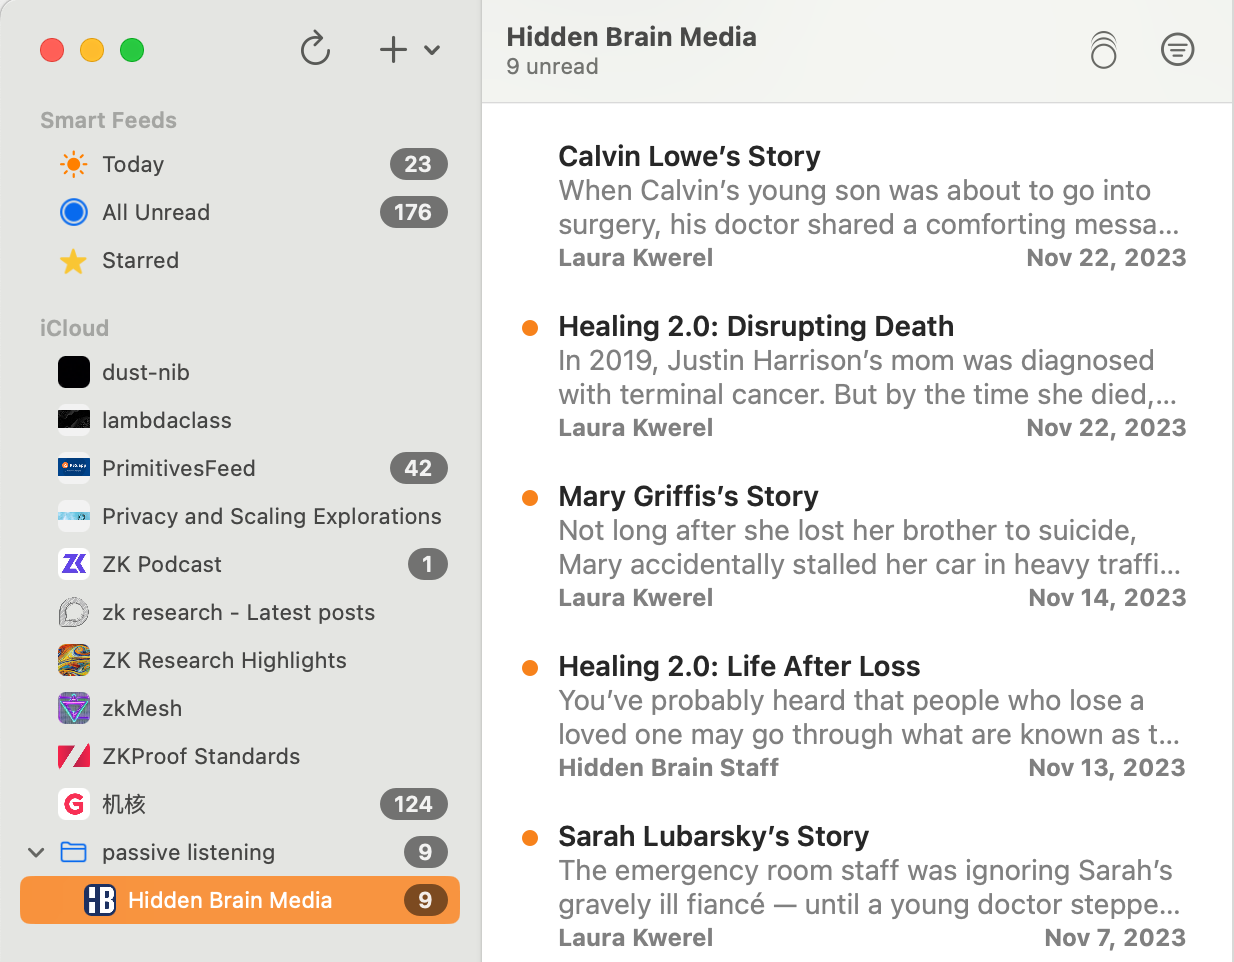 Smart Feeds
Today 23
All Unread 176
Starred
iCloud
dust-nib
lambdaclass
PrimitivesFeed 42
Privacy and Scaling Explorations
ZK Podcast 1
zk research - Latest posts
ZK Research Highlights
zkMesh
ZKProof Standards
机核 124
passive listening 9
Hidden Brain Media 9
Hidden Brain Media
9 unread
Calvin Lowe’s Story
When Calvin’s young son was about to go into
surgery, his doctor shared a comforting messa...
Laura Kwerel Nov 22, 2023
Healing 2.0: Disrupting Death
In 2019, Justin Harrison’s mom was diagnosed
with terminal cancer. But by the time she died,...
Laura Kwerel Nov 22, 2023
Mary Griffis’s Story
Not long after she lost her brother to suicide,
Mary accidentally stalled her car in heavy traffi...
Laura Kwerel Nov 14, 2023
Healing 2.0: Life After Loss
You’ve probably heard that people who lose a
loved one may go through what are known as t...
Hidden Brain Staff Nov 13, 2023
Sarah Lubarsky’s Story
The emergency room staff was ignoring Sarah’s
gravely ill fiancé — until a young doctor steppe...
Laura Kwerel Nov 7, 2023